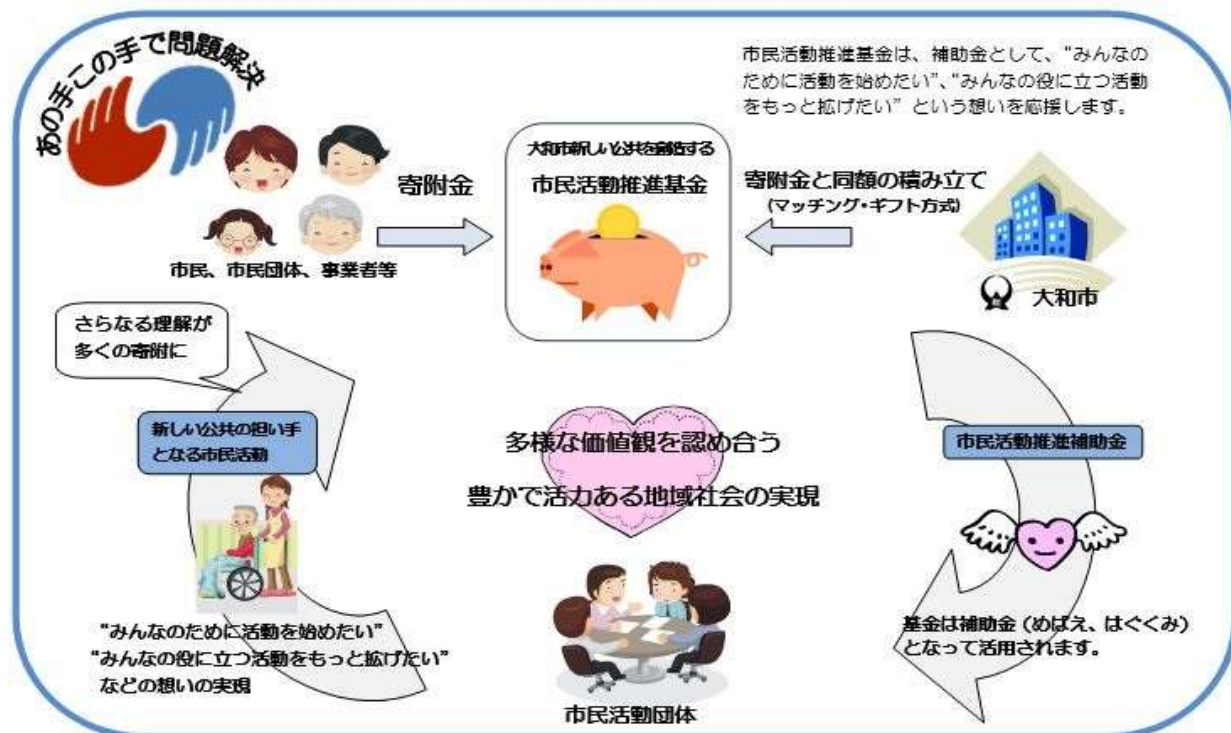 あの手この手で問題解決
市民活動推進基金は、補助金として、“みんなの
ために活動を始めたい”、“みんなの役に立つ活動
をもっと拡げたい” という想いを応援します。
大和市新しい公共を創造する
市民活動推進基金
寄附金
寄附金と同額の積み立て
(マッチング・ギフト方式)
市民、市民団体、事業者等
大和市
さらなる理解が
多くの寄附に
新しい公共の担い手
となる市民活動
多様な価値観を認め合う
豊かで活力ある地域社会の実現
市民活動推進補助金
“みんなのために活動を始めたい”
“みんなの役に立つ活動をもっと拡げたい”
などの想いの実現
基金は補助金（めばえ、はぐくみ）
となって活用されます。
市民活動団体